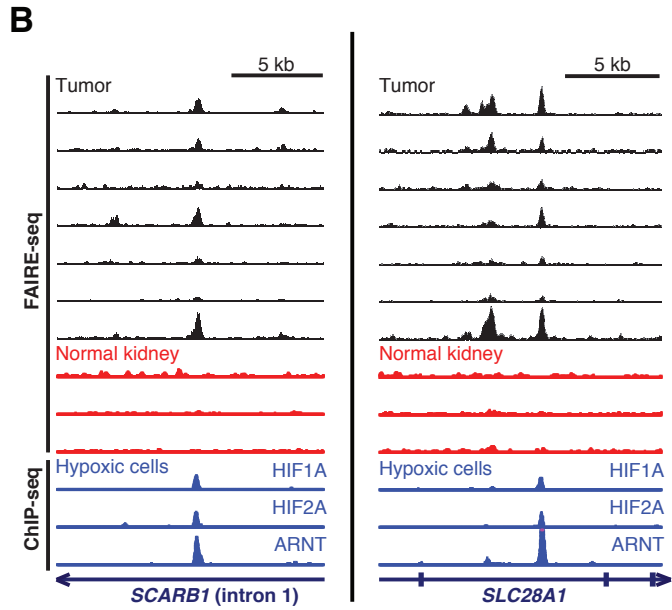 B
5 kb
5 kb
Tumor
Tumor
FAIRE-seq
Normal kidney
Normal kidney
Hypoxic cells
HIF1A
Hypoxic cells
HIF1A
HIF2A
HIF2A
ChIP-seq
ARNT
ARNT
SCARB1 (intron 1)
SLC28A1